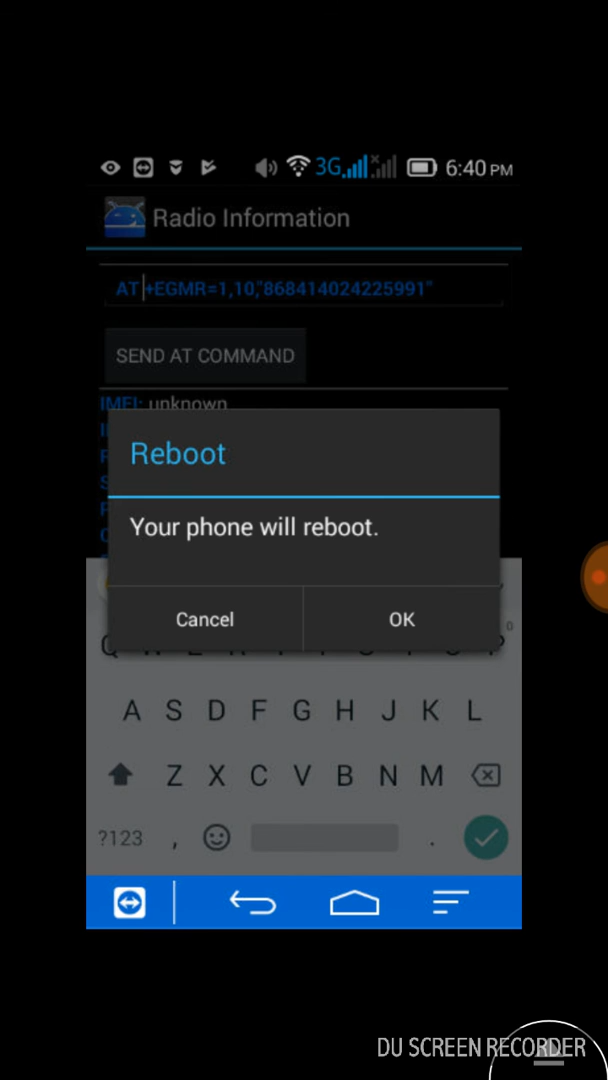 3G 6:40 PM
Radio Information
AT +EGMR=1,10,"868414024225991"
SEND AT COMMAND
IMEI: unknown
Reboot
Your phone will reboot.
Cancel OK
A S D F G H J K L
Z X C V B N M
?123 , .
DU SCREEN RECORDER